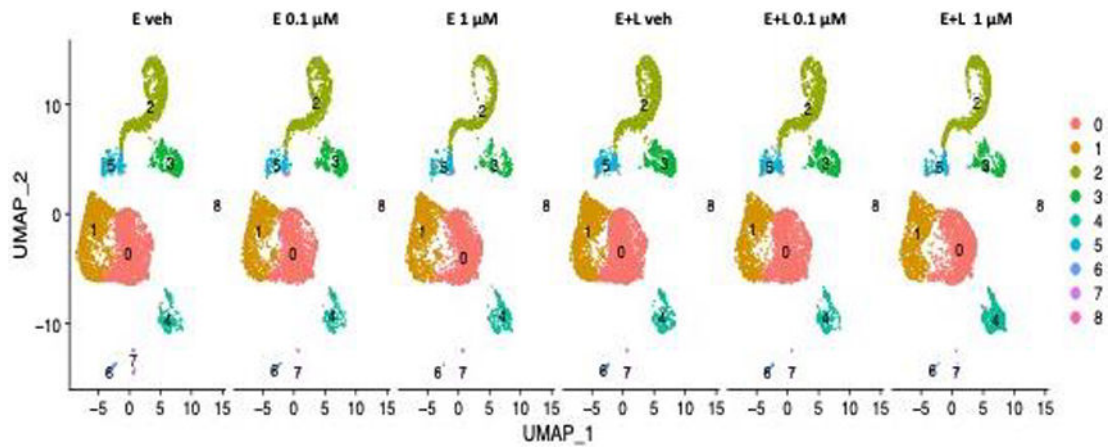 E veh E 0.1 μM E 1 μM E+L veh E+L 0.1 μM E+L 1 μM
2 2 2 2 2 2
10
5 3 5 3 5 3 5 3 5 3 5 3
0
8 8 8 8 8 8
1 0 1 0 1 0 1 0 1 0 1 0
4 4 4 4 4 4
−10
6 7 6 7 6 7 6 7 6 7 6 7
UMAP_2
−5 0 5 10 15 −5 0 5 10 15 −5 0 5 10 15 −5 0 5 10 15 −5 0 5 10 15 −5 0 5 10 15
UMAP_1
0
1
2
3
4
5
6
7
8